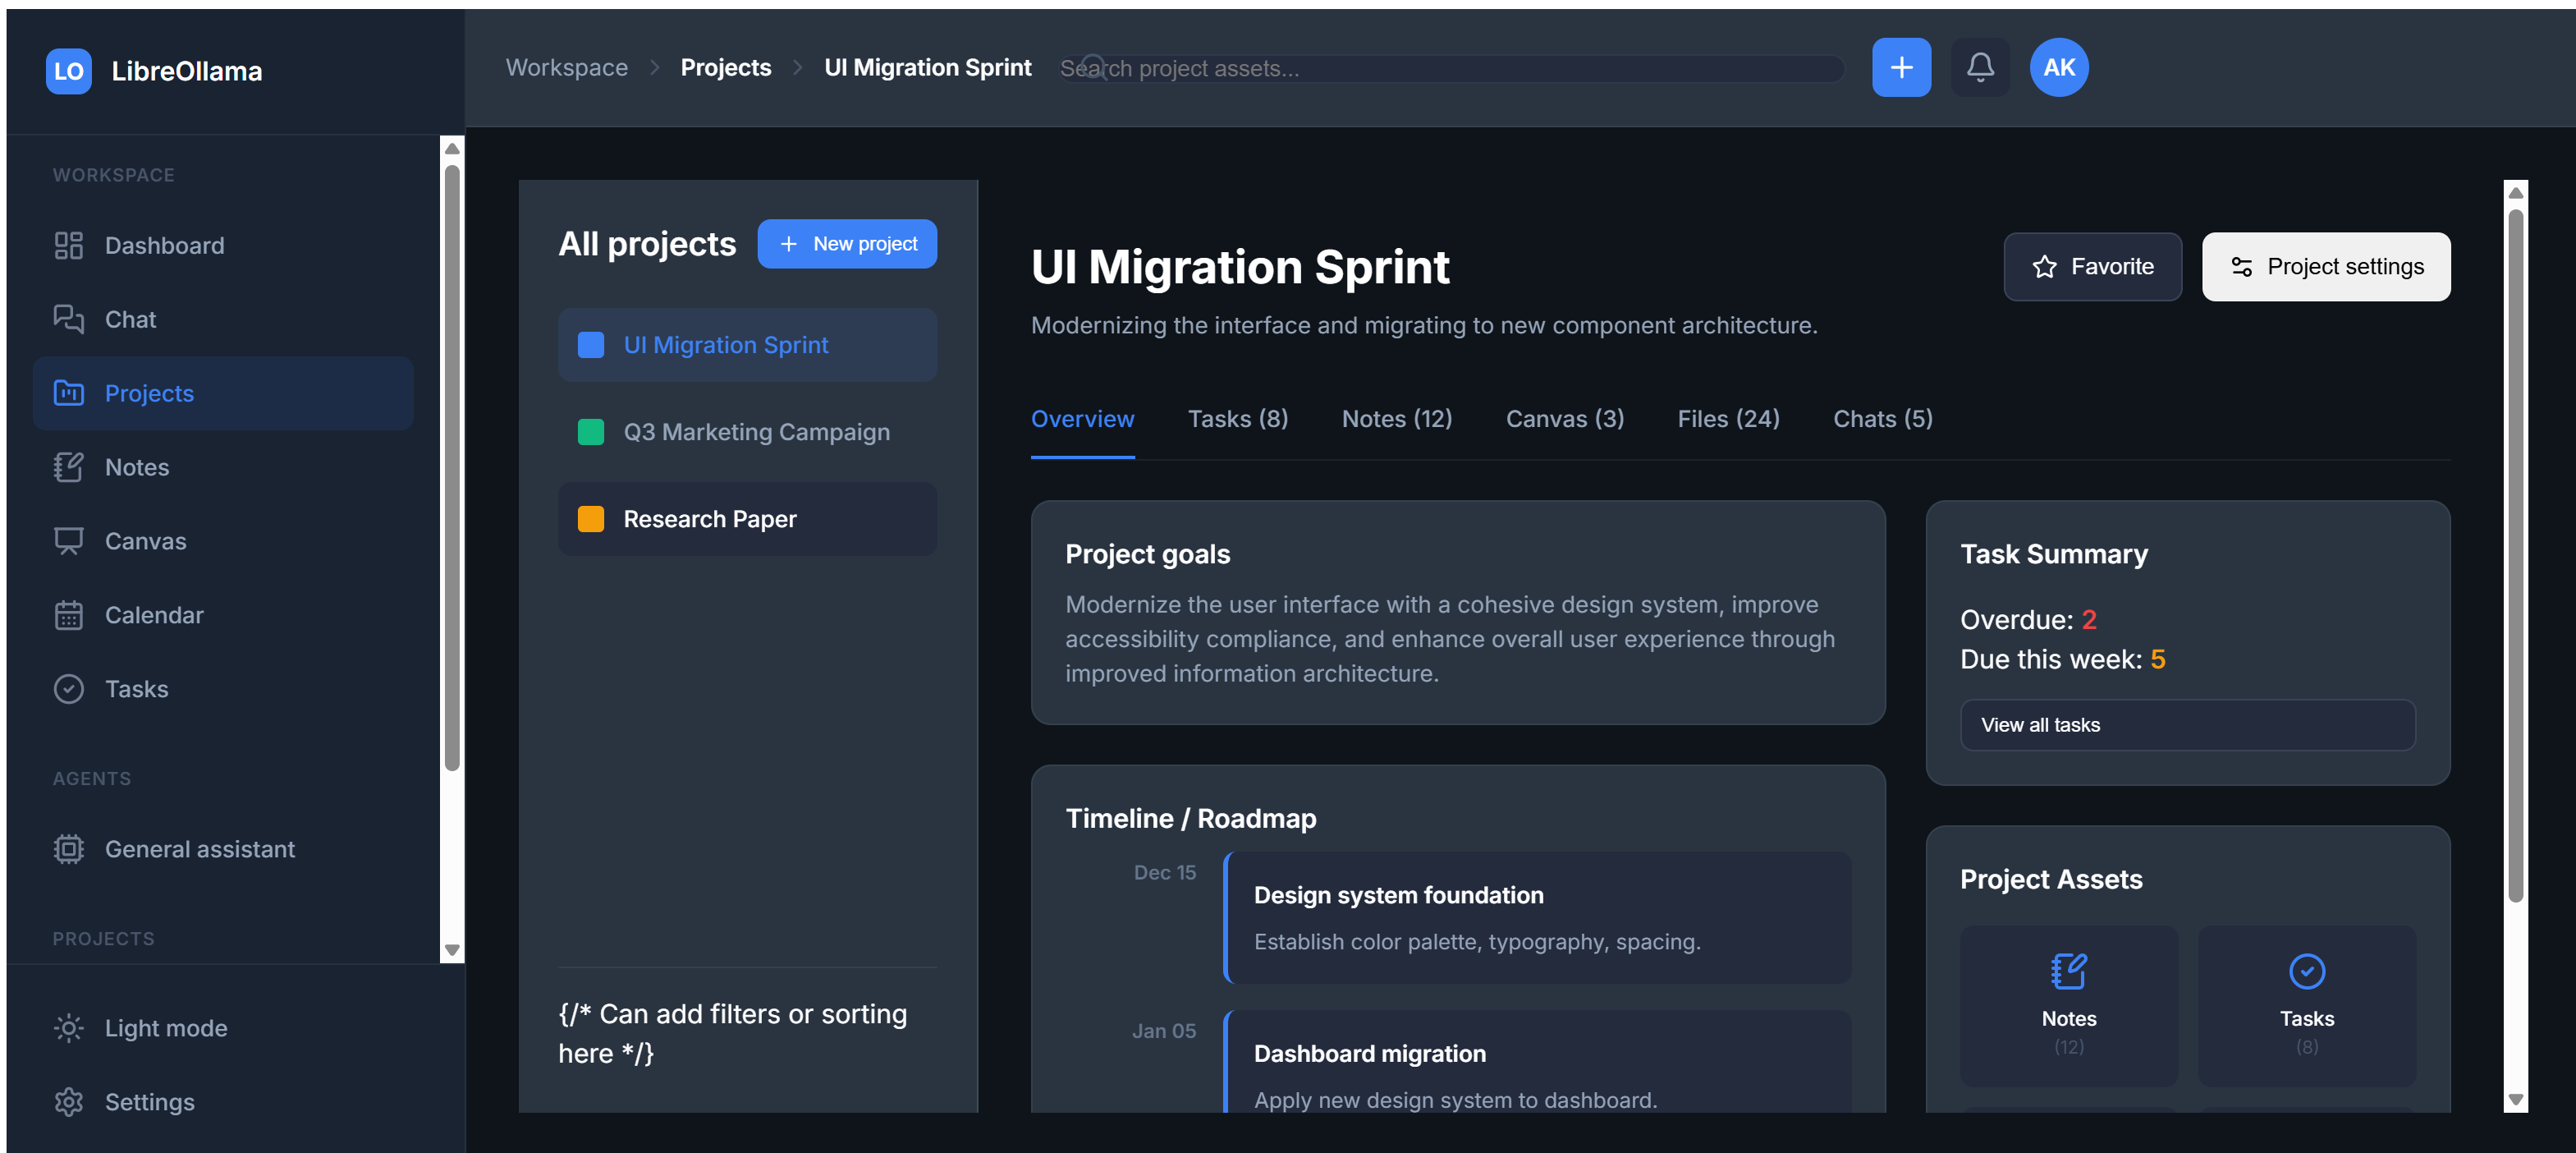 LO LibreOllama
WORKSPACE
Dashboard
Chat
Projects
Notes
Canvas
Calendar
Tasks
AGENTS
General assistant
PROJECTS
Light mode
Settings
Workspace > Projects > UI Migration Sprint
Search project assets...
AK
All projects
New project
UI Migration Sprint
Q3 Marketing Campaign
Research Paper
{/* Can add filters or sorting
here */}
UI Migration Sprint
Modernizing the interface and migrating to new component architecture.
Favorite
Project settings
Overview Tasks (8) Notes (12) Canvas (3) Files (24) Chats (5)
Project goals
Modernize the user interface with a cohesive design system, improve
accessibility compliance, and enhance overall user experience through
improved information architecture.
Timeline / Roadmap
Dec 15
Design system foundation
Establish color palette, typography, spacing.
Jan 05
Dashboard migration
Apply new design system to dashboard.
Task Summary
Overdue: 2
Due this week: 5
View all tasks
Project Assets
Notes
(12)
Tasks
(8)